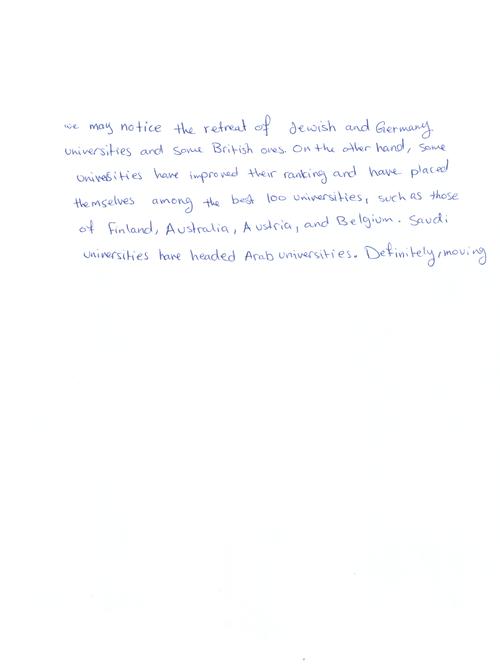 we may notice the retreat of Jewish and Germany
universities and some British ones. On the other hand, some
universities have improved their ranking and have placed
themselves among the best 100 universities, such as those
of Finland, Australia, Austria, and Belgium. Saudi
universities have headed Arab universities. Definitely, moving